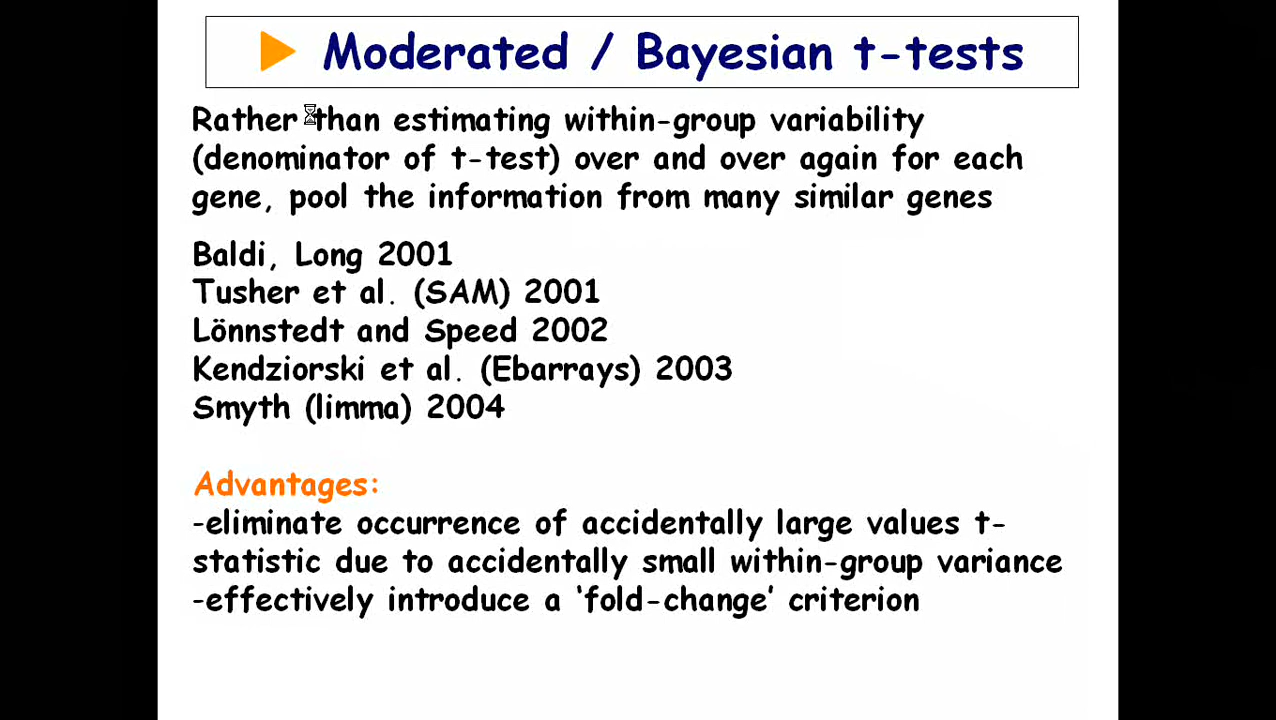 Moderated / Bayesian t-tests
Rather than estimating within-group variability
(denominator of t-test) over and over again for each
gene, pool the information from many similar genes
Baldi, Long 2001
Tusher et al. (SAM) 2001
Lönnstedt and Speed 2002
Kendziorski et al. (Ebarrays) 2003
Smyth (limma) 2004
Advantages:
-eliminate occurrence of accidentally large values t-
statistic due to accidentally small within-group variance
-effectively introduce a ‘fold-change’ criterion